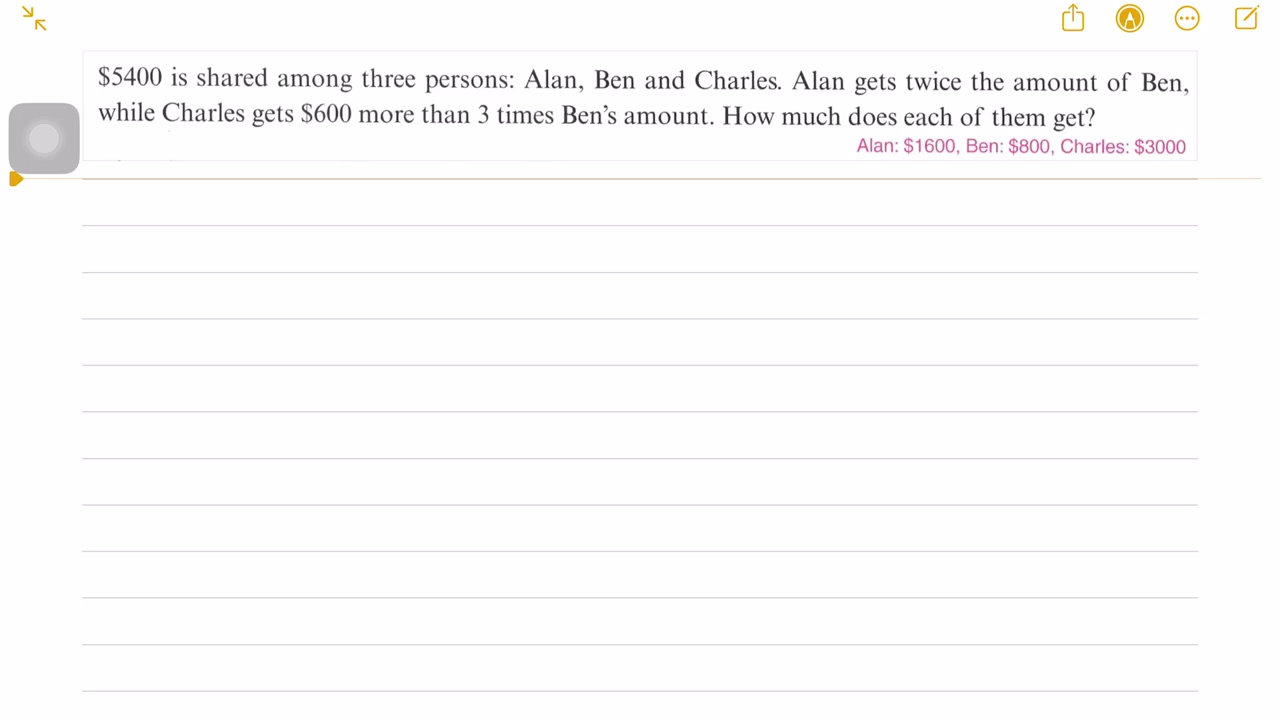 $5400 is shared among three persons: Alan, Ben and Charles. Alan gets twice the amount of Ben,
while Charles gets $600 more than 3 times Ben’s amount. How much does each of them get?
Alan: $1600, Ben: $800, Charles: $3000